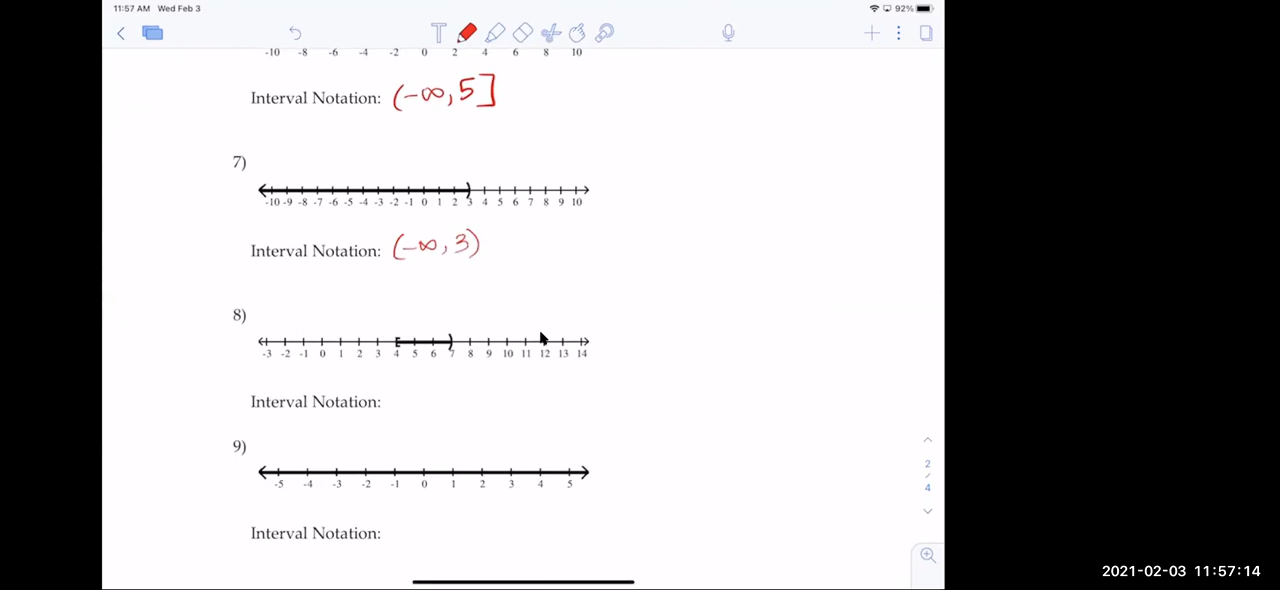 11:57 AM Wed Feb 3 92%
T
-10 -8 -6 -4 -2 0 2 4 6 8 10
Interval Notation: (-∞, 5]
7)
-10 -9 -8 -7 -6 -5 -4 -3 -2 -1 0 1 2 3 4 5 6 7 8 9 10
Interval Notation: (-∞, 3)
8)
-3 -2 -1 0 1 2 3 4 5 6 7 8 9 10 11 12 13 14
Interval Notation:
9)
-5 -4 -3 -2 -1 0 1 2 3 4 5
Interval Notation:
2
/
4
2021-02-03 11:57:14